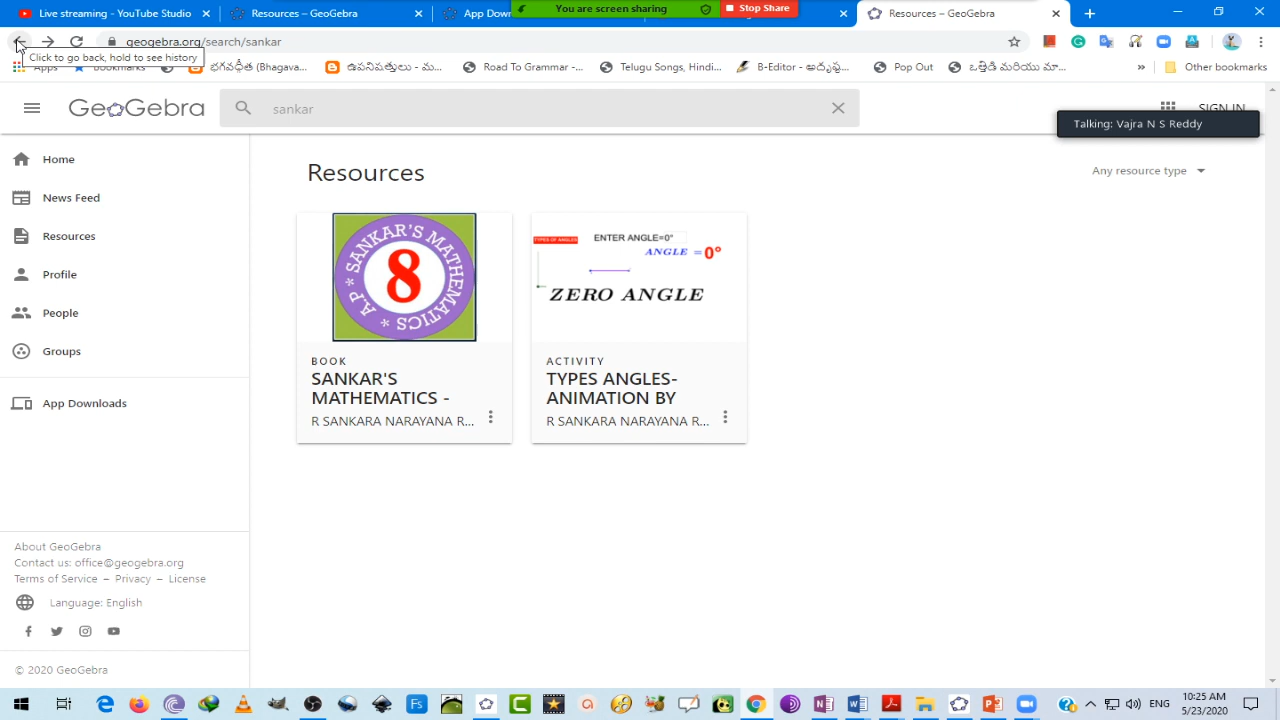 Live streaming - YouTube Studio
Resources – GeoGebra
App Down
You are screen sharing
Stop Share
Resources – GeoGebra
geogebra.org/search/sankar
Click to go back, hold to see history
Apps
Bookmarks
భగవద్గీత (Bhagava...
ఉపనిషత్తులు - మ...
Road To Grammar -...
Telugu Songs, Hindi...
B-Editor - అదృఫ...
Pop Out
ఒత్తిడి మరియు మా...
»
Other bookmarks
GeoGebra
sankar
SIGN IN
Talking: Vajra N S Reddy
Home
News Feed
Resources
Profile
People
Groups
App Downloads
Resources
Any resource type
SANKAR'S MATHEMATICS * AP *
8
BOOK
SANKAR'S
MATHEMATICS -
R SANKARA NARAYANA R...
TYPES OF ANGLES
ENTER ANGLE=0°
ANGLE =0°
ZERO ANGLE
ACTIVITY
TYPES ANGLES-
ANIMATION BY
R SANKARA NARAYANA R...
About GeoGebra
Contact us: office@geogebra.org
Terms of Service – Privacy – License
Language: English
© 2020 GeoGebra
ENG
10:25 AM
5/23/2020